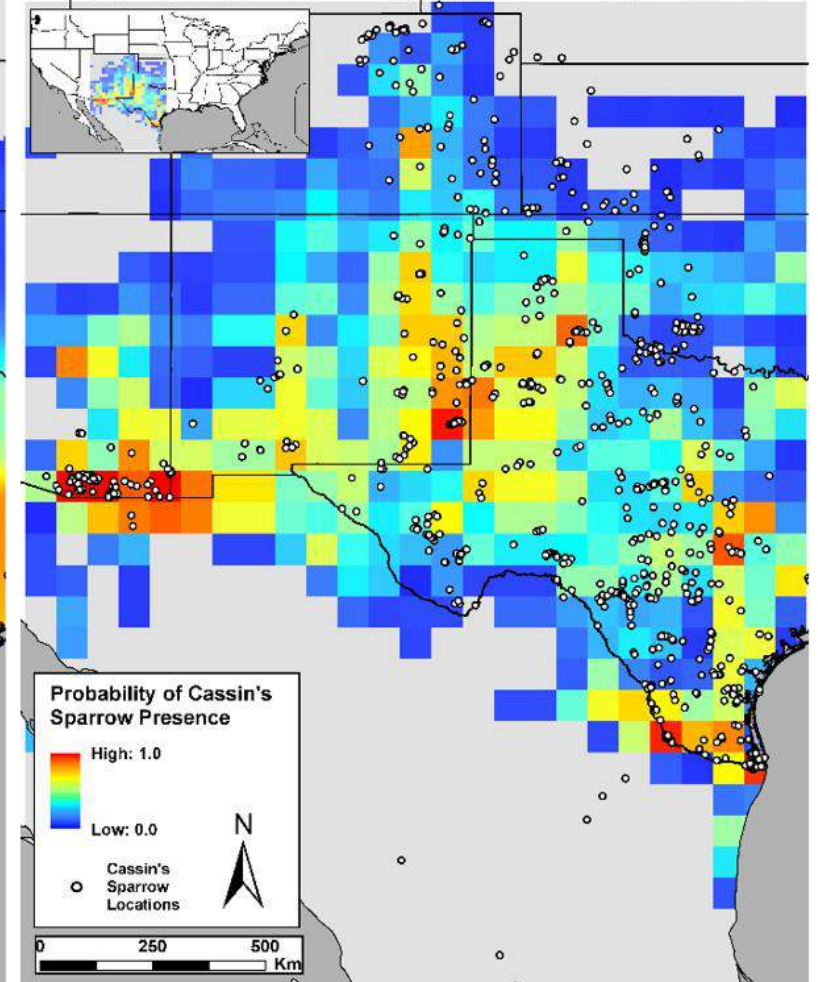 Probability of Cassin's
Sparrow Presence
High: 1.0
Low: 0.0
N
Cassin's
Sparrow
Locations
0 250 500
Km